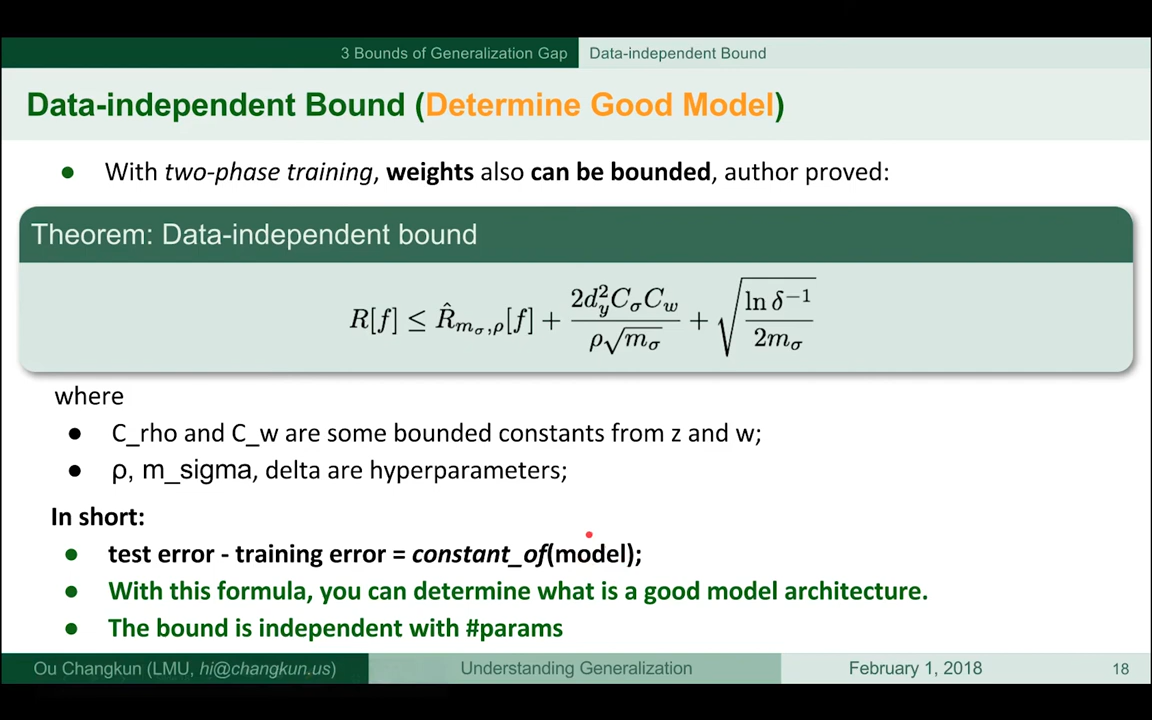 3 Bounds of Generalization Gap Data-independent Bound
Data-independent Bound (Determine Good Model)
● With two-phase training, weights also can be bounded, author proved:
Theorem: Data-independent bound
R[f] ≤ R̂_{m_σ,ρ}[f] + \frac{2d_y^2 C_σ C_w}{ρ\sqrt{m_σ}} + \sqrt{\frac{\ln δ^{-1}}{2m_σ}}
where
● C_rho and C_w are some bounded constants from z and w;
● ρ, m_sigma, delta are hyperparameters;
In short:
● test error - training error = constant_of(model);
● With this formula, you can determine what is a good model architecture.
● The bound is independent with #params
Ou Changkun (LMU, hi@changkun.us) Understanding Generalization February 1, 2018 18